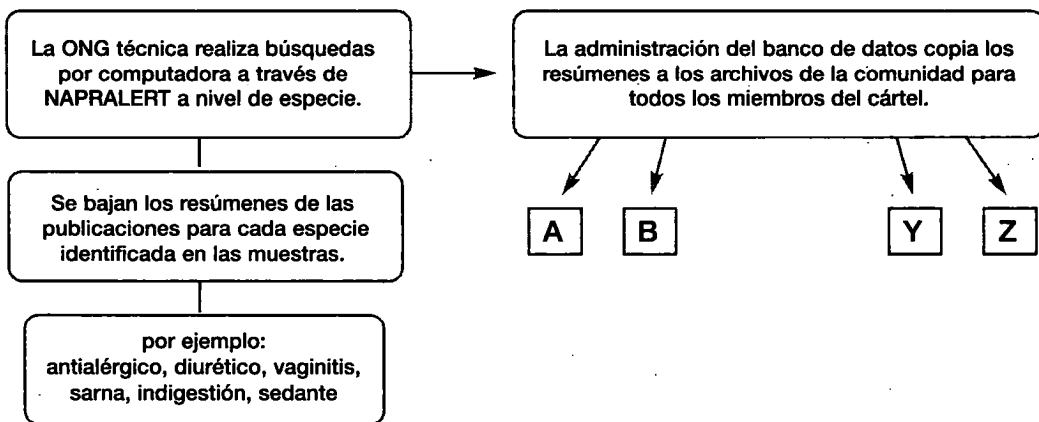 La ONG técnica realiza búsquedas
por computadora a través de
NAPRALERT a nivel de especie.
La administración del banco de datos copia los
resúmenes a los archivos de la comunidad para
todos los miembros del cártel.
Se bajan los resúmenes de las
publicaciones para cada especie
identificada en las muestras.
A
B
Y
Z
por ejemplo:
antialérgico, diurético, vaginitis,
sarna, indigestión, sedante